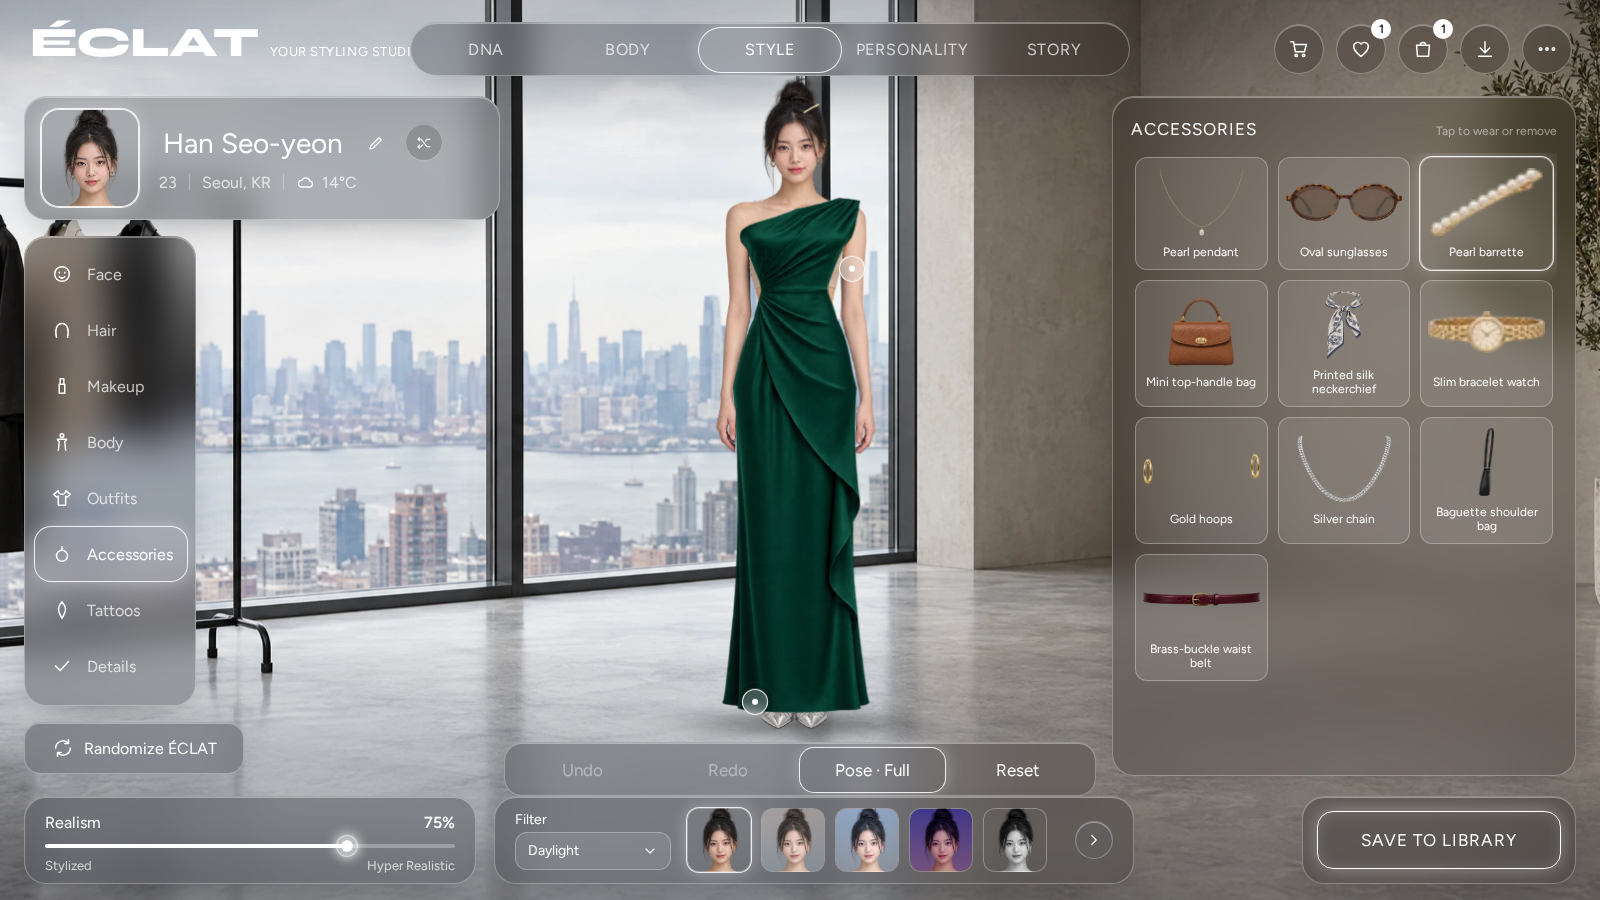 ÉCLAT
YOUR STYLING STUDI
DNA
BODY
STYLE
PERSONALITY
STORY
1
1
Han Seo-yeon
23
Seoul, KR
14°C
Face
Hair
Makeup
Body
Outfits
Accessories
Tattoos
Details
Randomize ÉCLAT
Realism
75%
Stylized
Hyper Realistic
Undo
Redo
Pose · Full
Reset
Filter
Daylight
ACCESSORIES
Tap to wear or remove
Pearl pendant
Oval sunglasses
Pearl barrette
Mini top-handle bag
Printed silk
neckerchief
Slim bracelet watch
Gold hoops
Silver chain
Baguette shoulder
bag
Brass-buckle waist
belt
SAVE TO LIBRARY